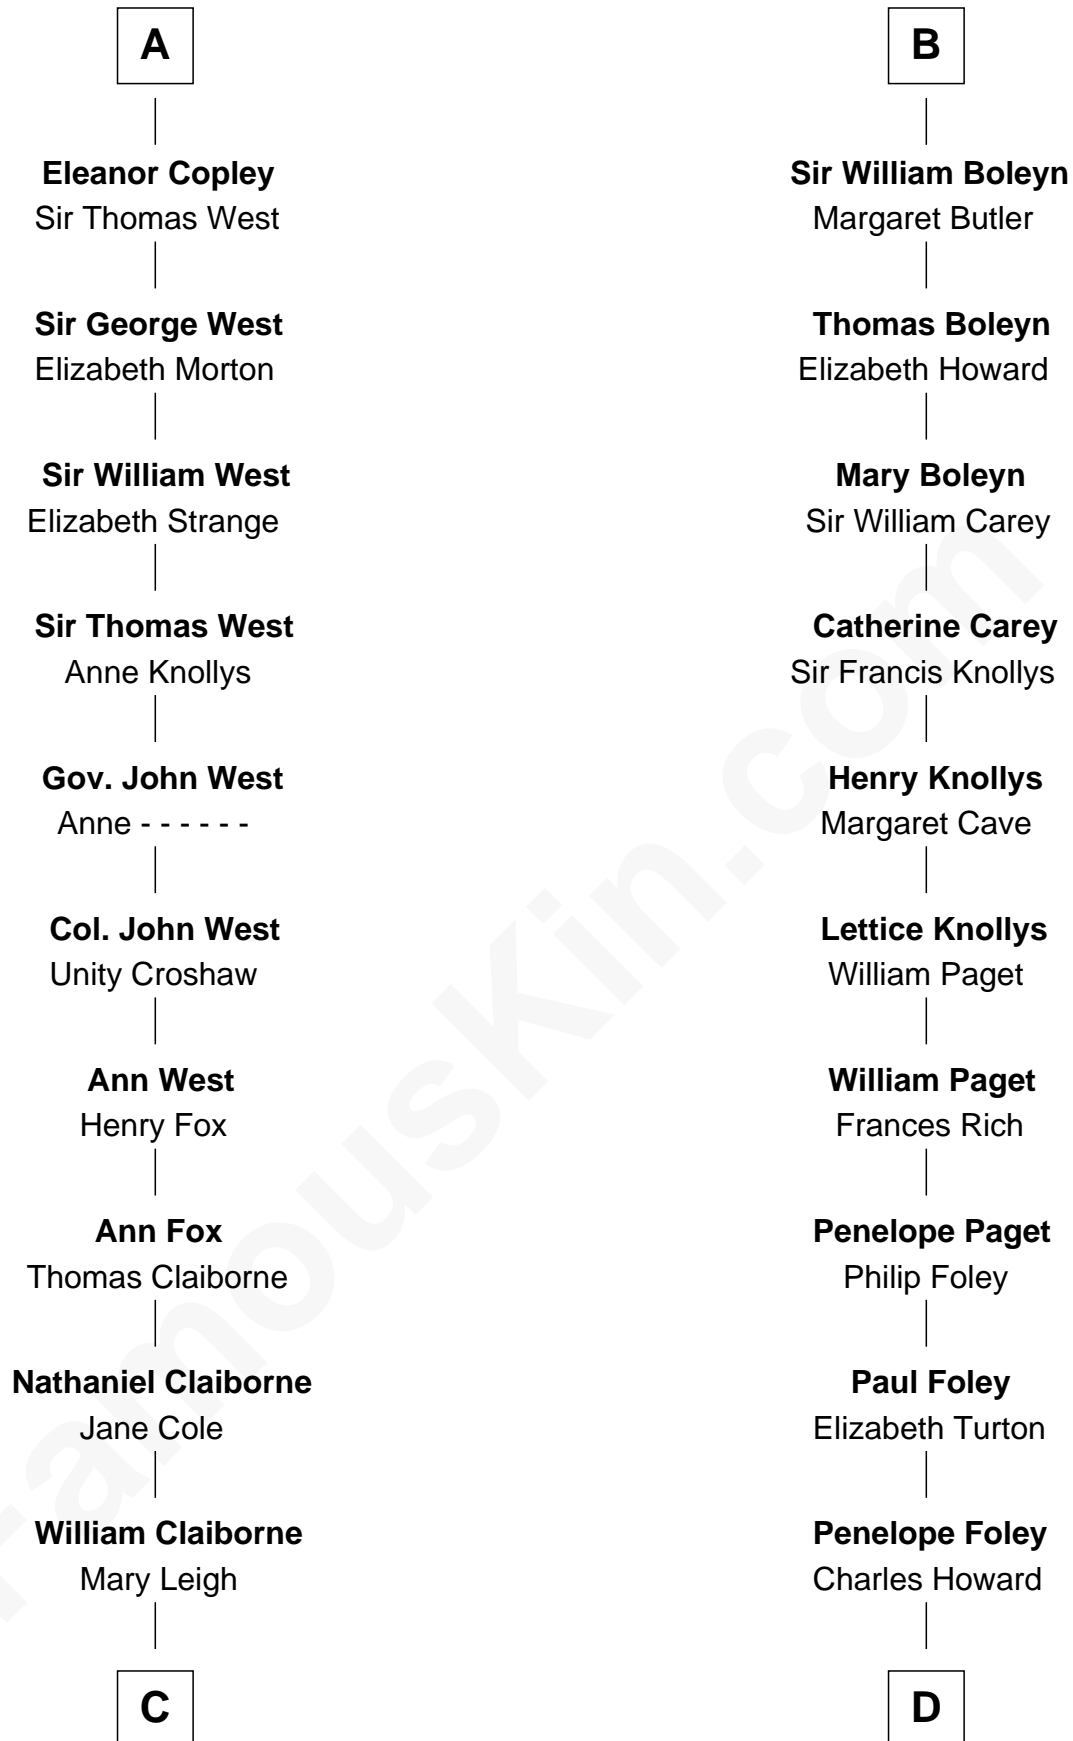 A
Eleanor Copley
Sir Thomas West
Sir George West
Elizabeth Morton
Sir William West
Elizabeth Strange
Sir Thomas West
Anne Knollys
Gov. John West
Anne - - - - - -
Col. John West
Unity Croshaw
Ann West
Henry Fox
Ann Fox
Thomas Claiborne
Nathaniel Claiborne
Jane Cole
William Claiborne
Mary Leigh
C
B
Sir William Boleyn
Margaret Butler
Thomas Boleyn
Elizabeth Howard
Mary Boleyn
Sir William Carey
Catherine Carey
Sir Francis Knollys
Henry Knollys
Margaret Cave
Lettice Knollys
William Paget
William Paget
Frances Rich
Penelope Paget
Philip Foley
Paul Foley
Elizabeth Turton
Penelope Foley
Charles Howard
D
FamousKin.com